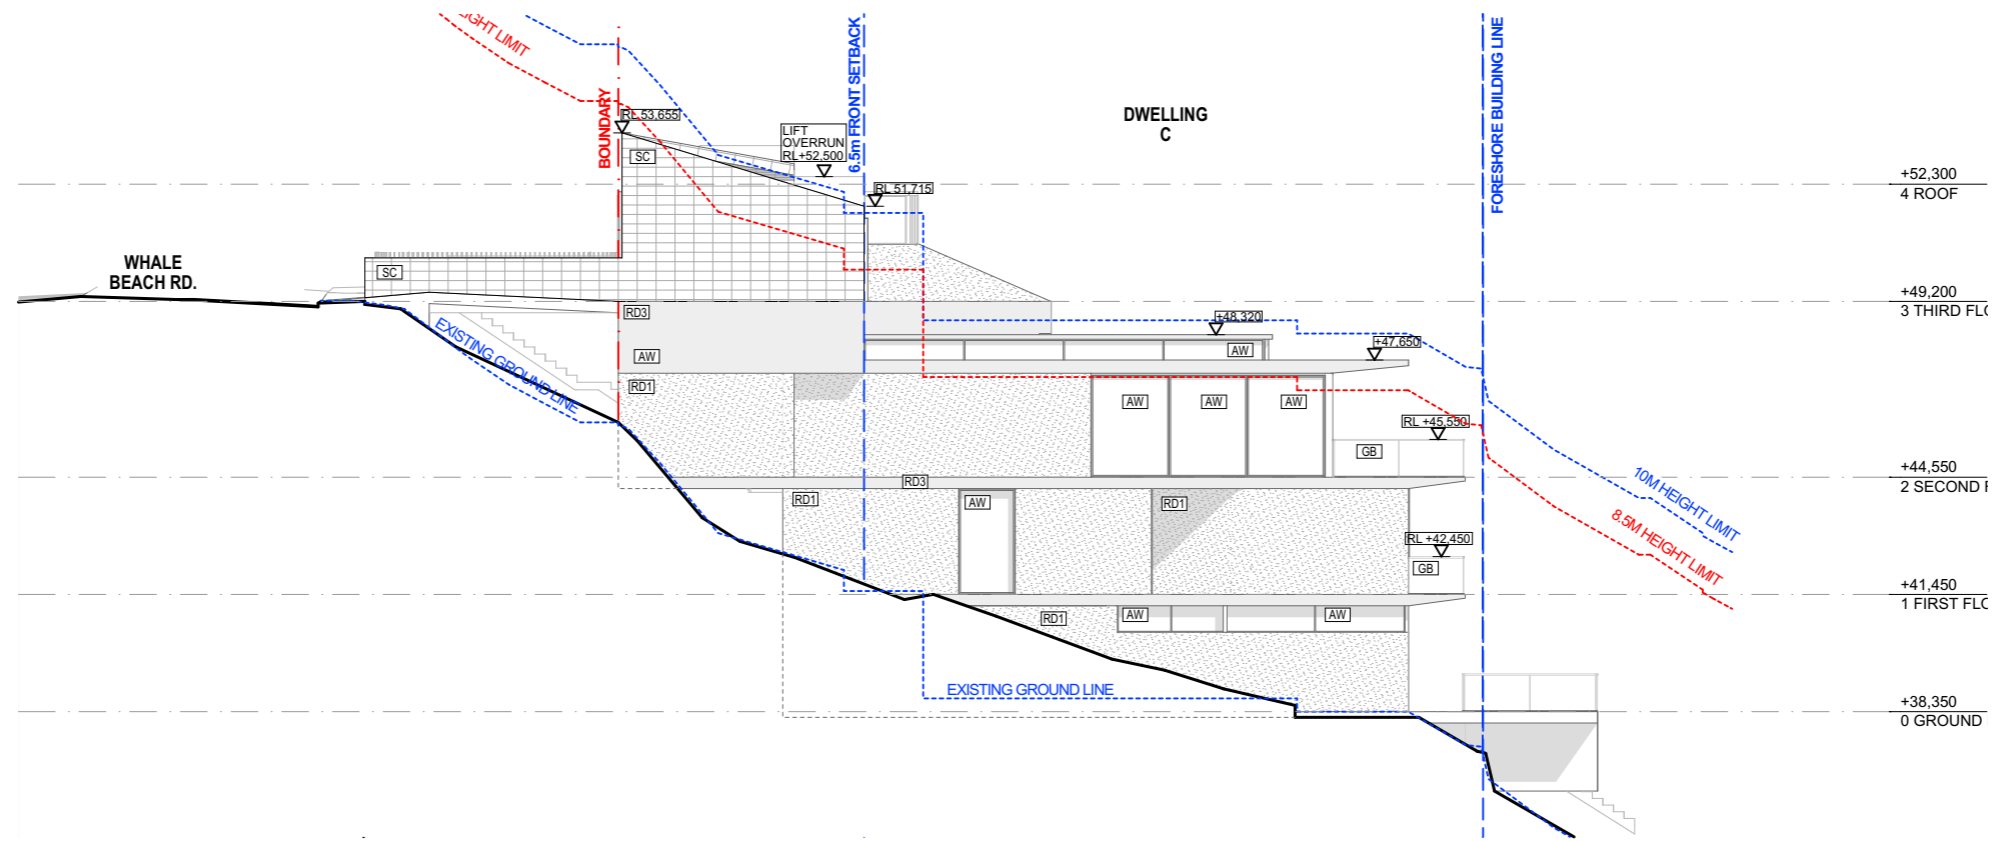 HEIGHT LIMIT
BOUNDARY
RL 53,655
SC
LIFT
OVERRUN
RL+52,500
6.5m FRONT SETBACK
RL 51,715
DWELLING
C
FORESHORE BUILDING LINE
+52,300
4 ROOF
WHALE
BEACH RD.
SC
+49,200
3 THIRD FLO
RD3
+48,320
+47,650
AW
AW
EXISTING GROUND LINE
RD1
AW
AW
AW
RL +45,550
GB
+44,550
2 SECOND F
10M HEIGHT LIMIT
8.5M HEIGHT LIMIT
RD3
RD1
AW
RD1
RL +42,450
GB
+41,450
1 FIRST FLO
RD1
AW
AW
EXISTING GROUND LINE
+38,350
0 GROUND